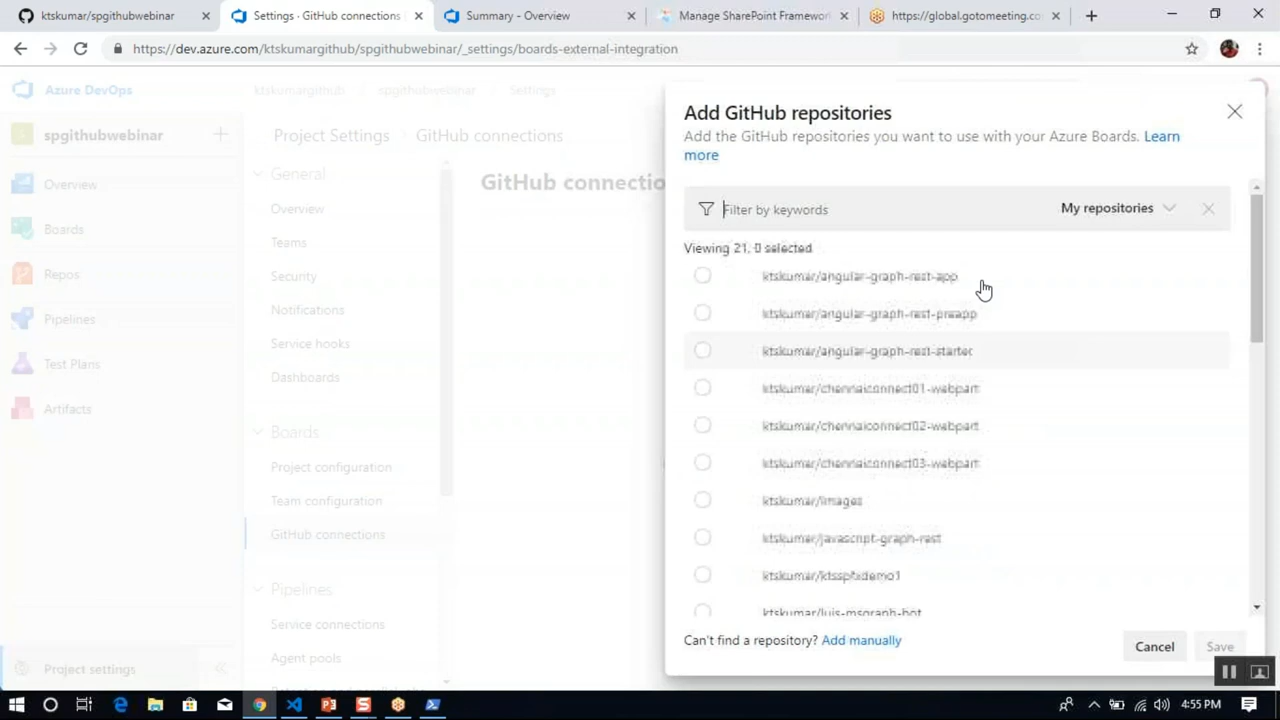 ktskumar/spgithubwebinar
Settings · GitHub connections
Summary - Overview
Manage SharePoint Framewor
https://global.gotomeeting.co
https://dev.azure.com/ktskumargithub/spgithubwebinar/_settings/boards-external-integration
Azure DevOps
ktskumargithub
spgithubwebinar
Settings
spgithubwebinar
Project Settings
GitHub connections
Overview
Boards
Repos
Pipelines
Test Plans
Artifacts
Project settings
General
Overview
Teams
Security
Notifications
Service hooks
Dashboards
Boards
Project configuration
Team configuration
GitHub connections
Pipelines
Service connections
Agent pools
GitHub connectio
Add GitHub repositories
Add the GitHub repositories you want to use with your Azure Boards. Learn
more
Filter by keywords
My repositories
Viewing 21, 0 selected
ktskumar/angular-graph-rest-app
ktskumar/angular-graph-rest-preapp
ktskumar/angular-graph-rest-starter
ktskumar/chennaiconnect01-webpart
ktskumar/chennaiconnect02-webpart
ktskumar/chennaiconnect03-webpart
ktskumar/images
ktskumar/javascript-graph-rest
ktskumar/ktsspfxdemo1
ktskumar/luis-msgraph-bot
Can't find a repository? Add manually
Cancel
Save
4:55 PM